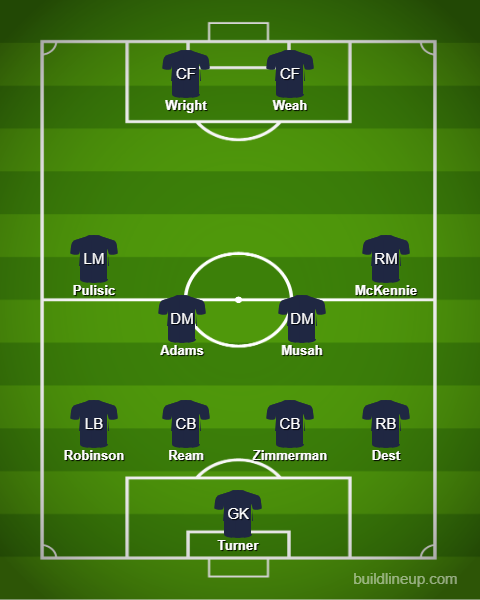 CF CF
Wright Weah
LM RM
Pulisic McKennie
DM DM
Adams Musah
LB CB CB RB
Robinson Ream Zimmerman Dest
GK
Turner
buildlineup.com